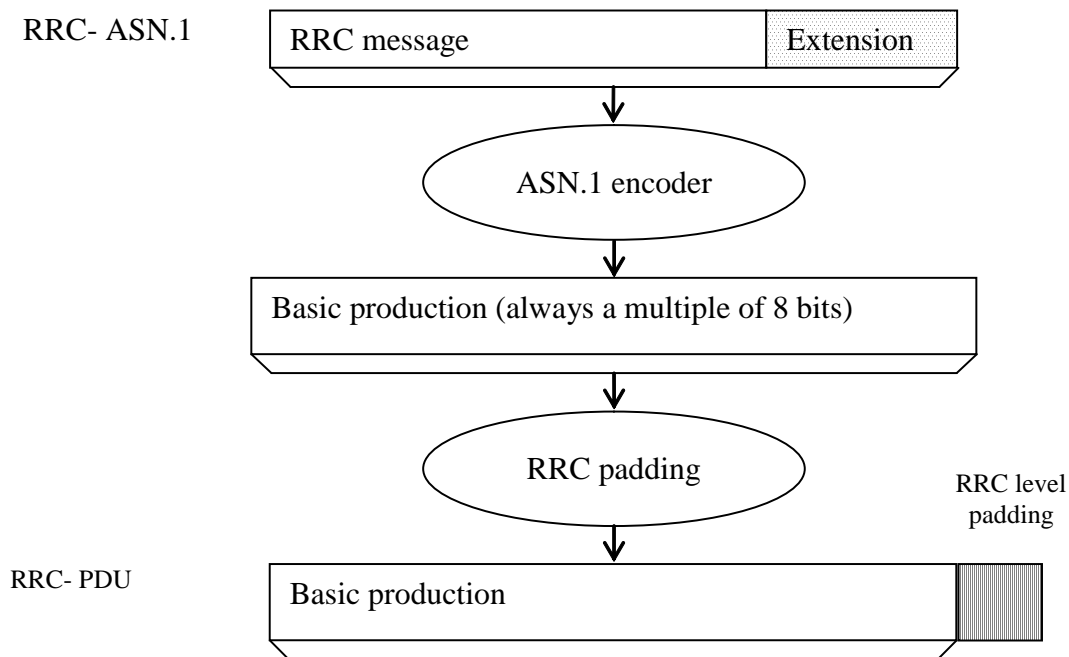 RRC- ASN.1
RRC message
Extension
ASN.1 encoder
Basic production (always a multiple of 8 bits)
RRC padding
RRC level
padding
RRC- PDU
Basic production